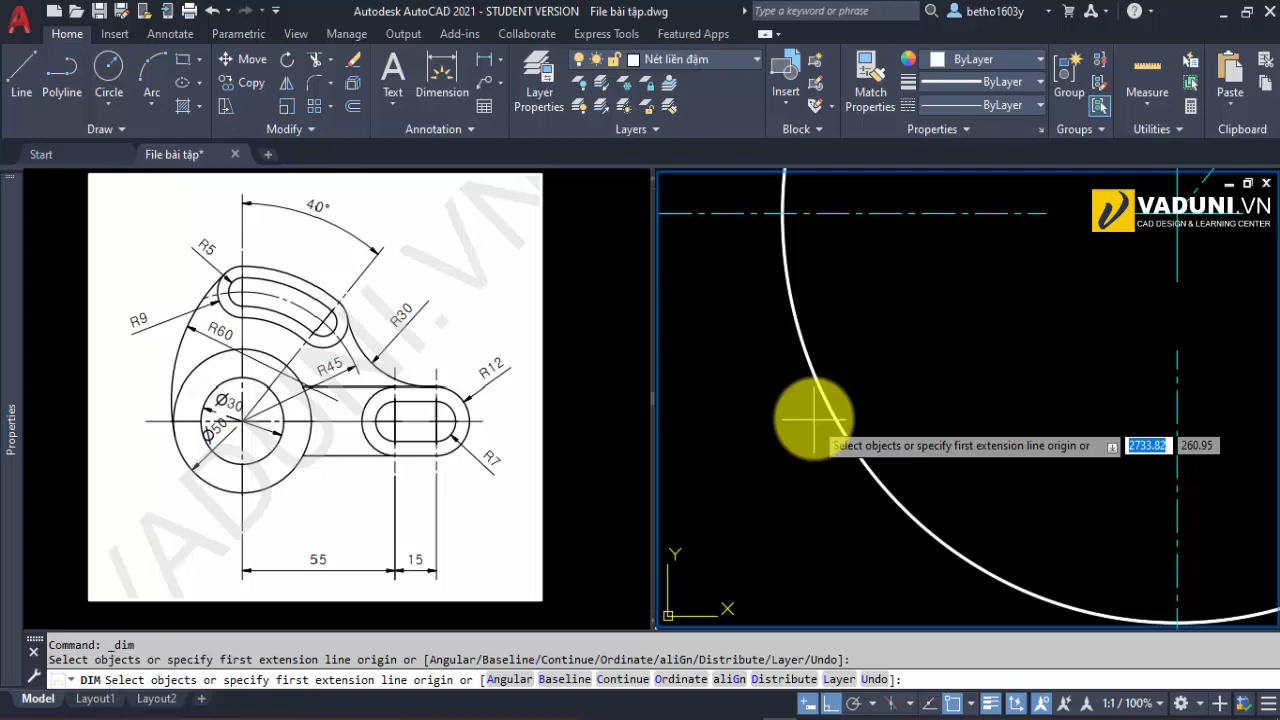 Autodesk AutoCAD 2021 - STUDENT VERSION File bài tập.dwg
Type a keyword or phrase
betho1603y
Home Insert Annotate Parametric View Manage Output Add-ins Collaborate Express Tools Featured Apps
Line Polyline Circle Arc
Move
Copy
Text Dimension
Layer Properties
Nét liền đậm
Insert
Match Properties
ByLayer
ByLayer
ByLayer
Group
Measure
Paste
Draw Modify Annotation Layers Block Properties Groups Utilities Clipboard
Start File bài tập*
Properties
40°
R5
R9
R60
R30
R45
R12
Ø30
Ø50
R7
55
15
VADUNI.VN
VADUNI.VN
VADUNI.VN
CAD DESIGN & LEARNING CENTER
Select objects or specify first extension line origin or 2733.82 260.95
Y
X
Command: _dim
Select objects or specify first extension line origin or [Angular/Baseline/Continue/Ordinate/aliGn/Distribute/Layer/Undo]:
DIM Select objects or specify first extension line origin or [Angular Baseline Continue Ordinate aliGn Distribute Layer Undo]:
Model Layout1 Layout2
1:1 / 100%